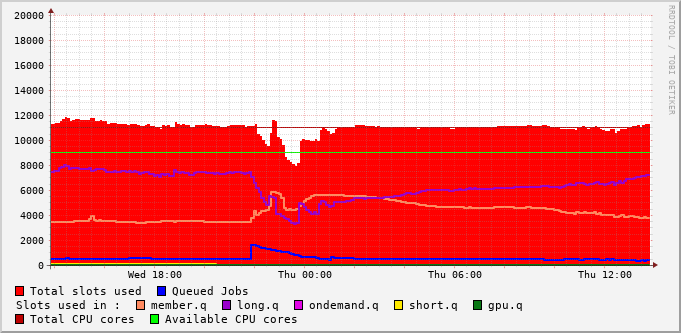 20000
18000
16000
14000
12000
10000
8000
6000
4000
2000
0
Wed 18:00 Thu 00:00 Thu 06:00 Thu 12:00
RRDTOOL / TOBI OETIKER
Total slots used Queued Jobs
Slots used in : member.q long.q ondemand.q short.q gpu.q
Total CPU cores Available CPU cores